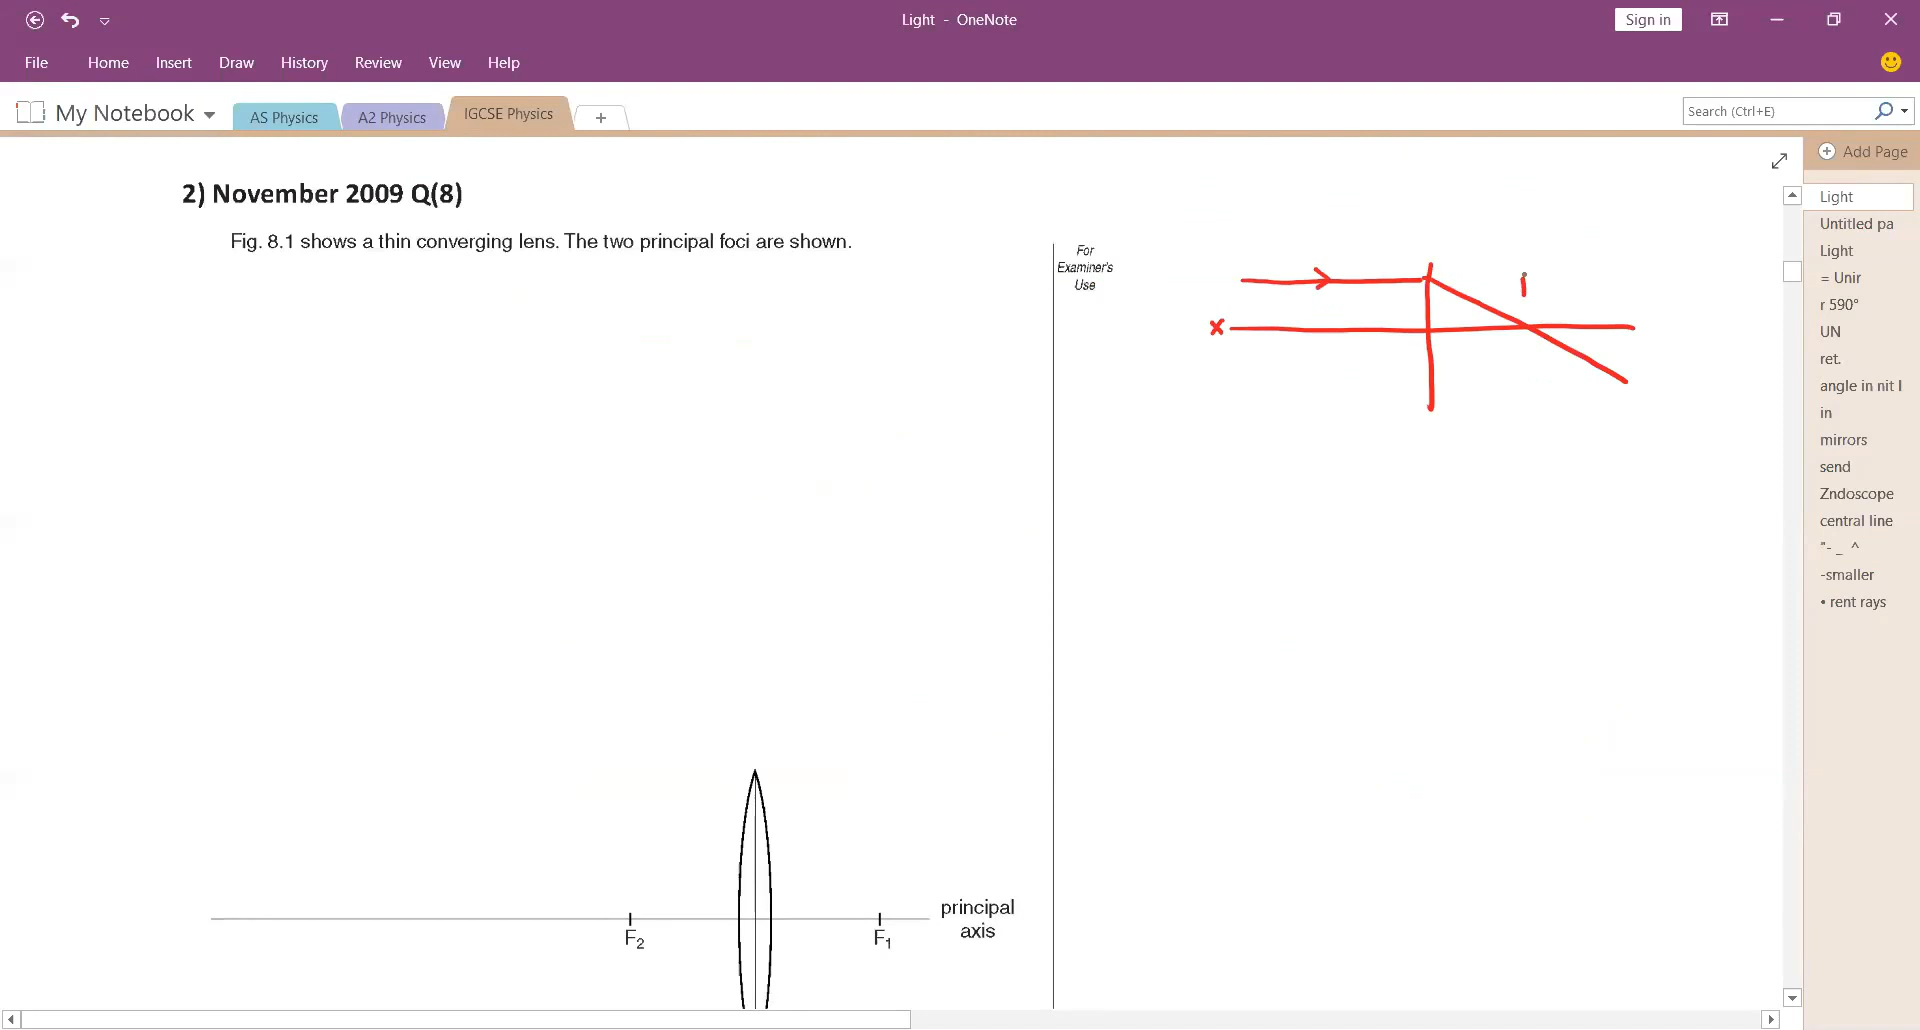 Light - OneNote
Sign in
File Home Insert Draw History Review View Help
My Notebook
AS Physics
A2 Physics
IGCSE Physics
+
Search (Ctrl+E)
Add Page
Light
Untitled pa
Light
= Unir
r 590°
UN
ret.
angle in nit I
in
mirrors
send
Zndoscope
central line
"- _ ^
-smaller
• rent rays
2) November 2009 Q(8)
Fig. 8.1 shows a thin converging lens. The two principal foci are shown.
For
Examiner's
Use
x
F₂
F₁
principal
axis